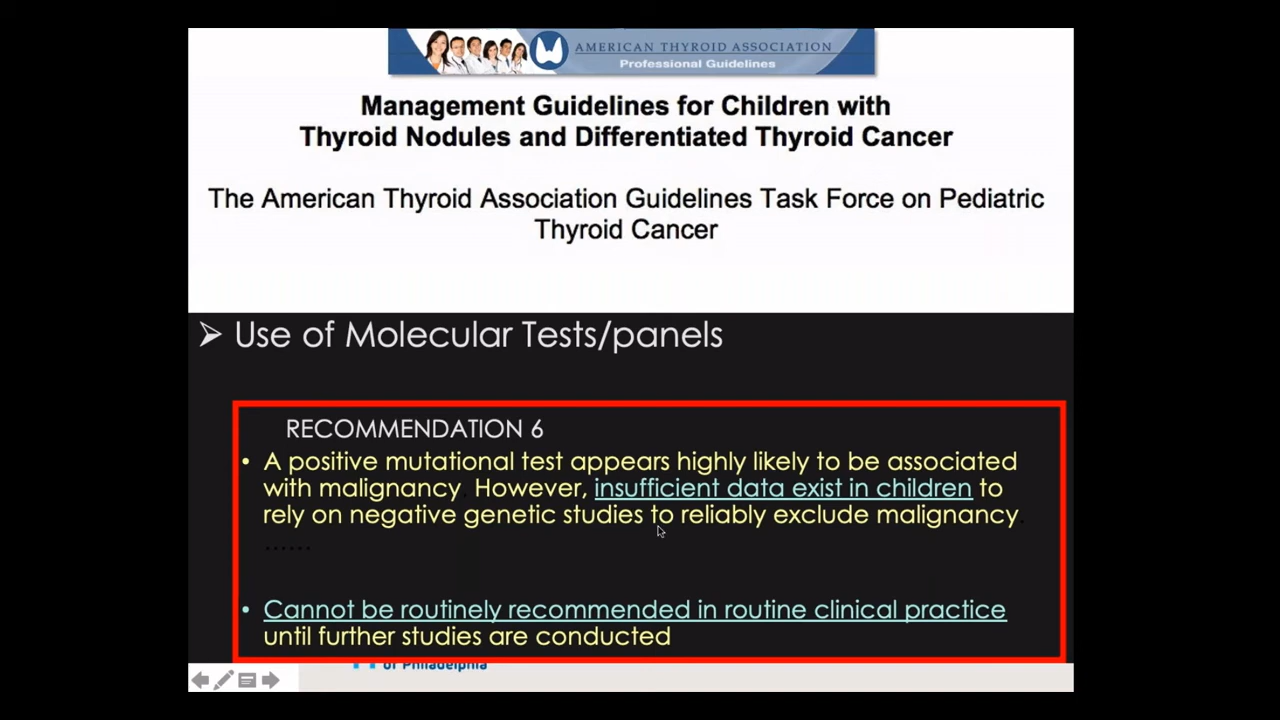 AMERICAN THYROID ASSOCIATION
Professional Guidelines
Management Guidelines for Children with
Thyroid Nodules and Differentiated Thyroid Cancer
The American Thyroid Association Guidelines Task Force on Pediatric
Thyroid Cancer
➢ Use of Molecular Tests/panels
RECOMMENDATION 6
• A positive mutational test appears highly likely to be associated
with malignancy. However, insufficient data exist in children to
rely on negative genetic studies to reliably exclude malignancy.
......
• Cannot be routinely recommended in routine clinical practice
until further studies are conducted
of Philadelphia